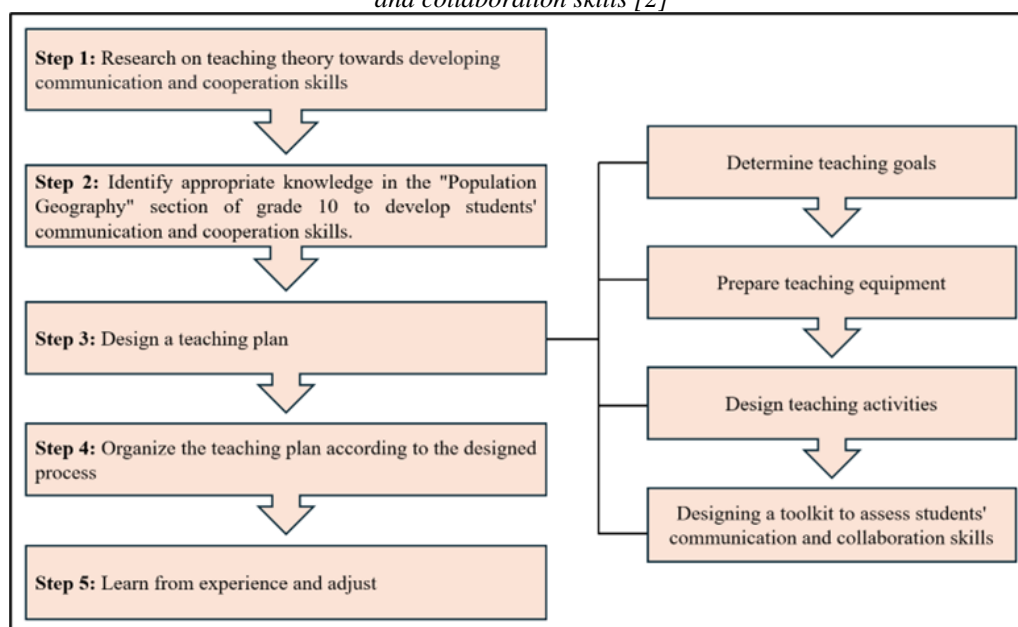 and collaboration skills [2]
Step 1: Research on teaching theory towards developing
communication and cooperation skills
Step 2: Identify appropriate knowledge in the "Population
Geography" section of grade 10 to develop students'
communication and cooperation skills.
Step 3: Design a teaching plan
Step 4: Organize the teaching plan according to the designed
process
Step 5: Learn from experience and adjust
Determine teaching goals
Prepare teaching equipment
Design teaching activities
Designing a toolkit to assess students'
communication and collaboration skills